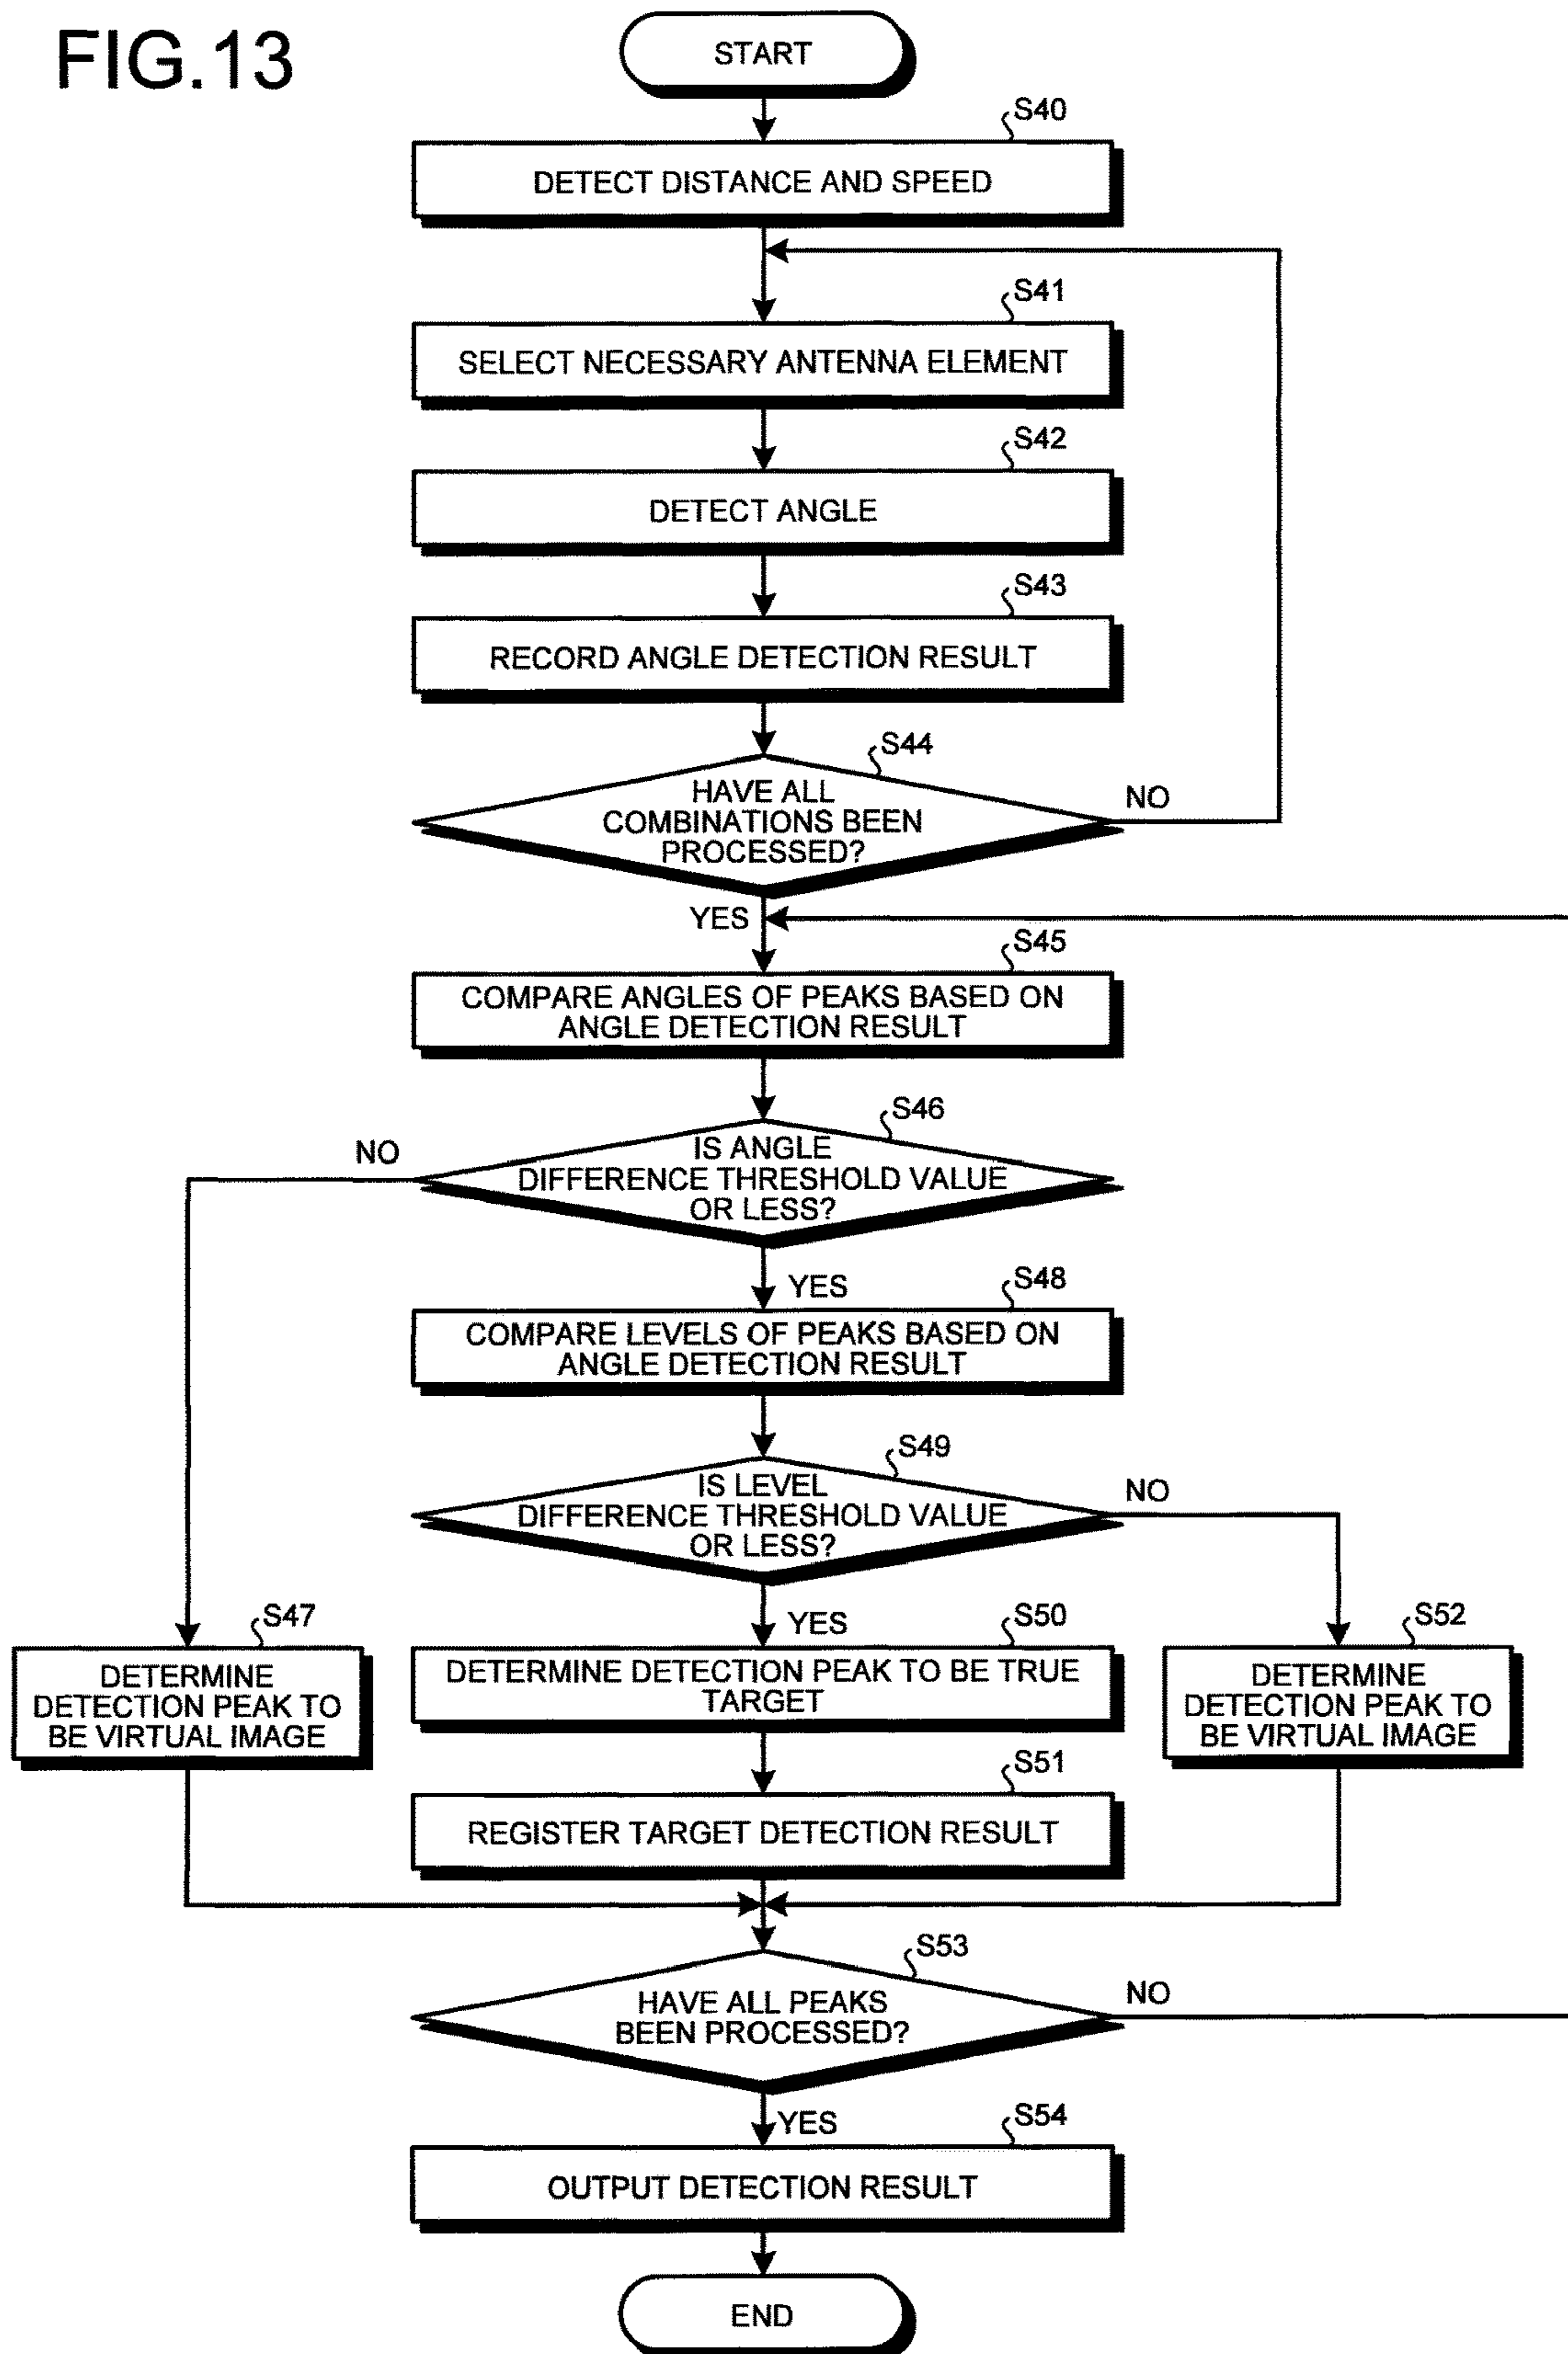 FIG.13
START
S40
DETECT DISTANCE AND SPEED
S41
SELECT NECESSARY ANTENNA ELEMENT
S42
DETECT ANGLE
S43
RECORD ANGLE DETECTION RESULT
S44
HAVE ALL
COMBINATIONS BEEN
PROCESSED?
NO
YES
S45
COMPARE ANGLES OF PEAKS BASED ON
ANGLE DETECTION RESULT
S46
IS ANGLE
DIFFERENCE THRESHOLD VALUE
OR LESS?
NO
YES
S48
COMPARE LEVELS OF PEAKS BASED ON
ANGLE DETECTION RESULT
S49
IS LEVEL
DIFFERENCE THRESHOLD VALUE
OR LESS?
NO
YES
S47
DETERMINE
DETECTION PEAK TO
BE VIRTUAL IMAGE
S50
DETERMINE DETECTION PEAK TO BE TRUE
TARGET
S52
DETERMINE
DETECTION PEAK TO
BE VIRTUAL IMAGE
S51
REGISTER TARGET DETECTION RESULT
S53
HAVE ALL PEAKS
BEEN PROCESSED?
NO
YES
S54
OUTPUT DETECTION RESULT
END